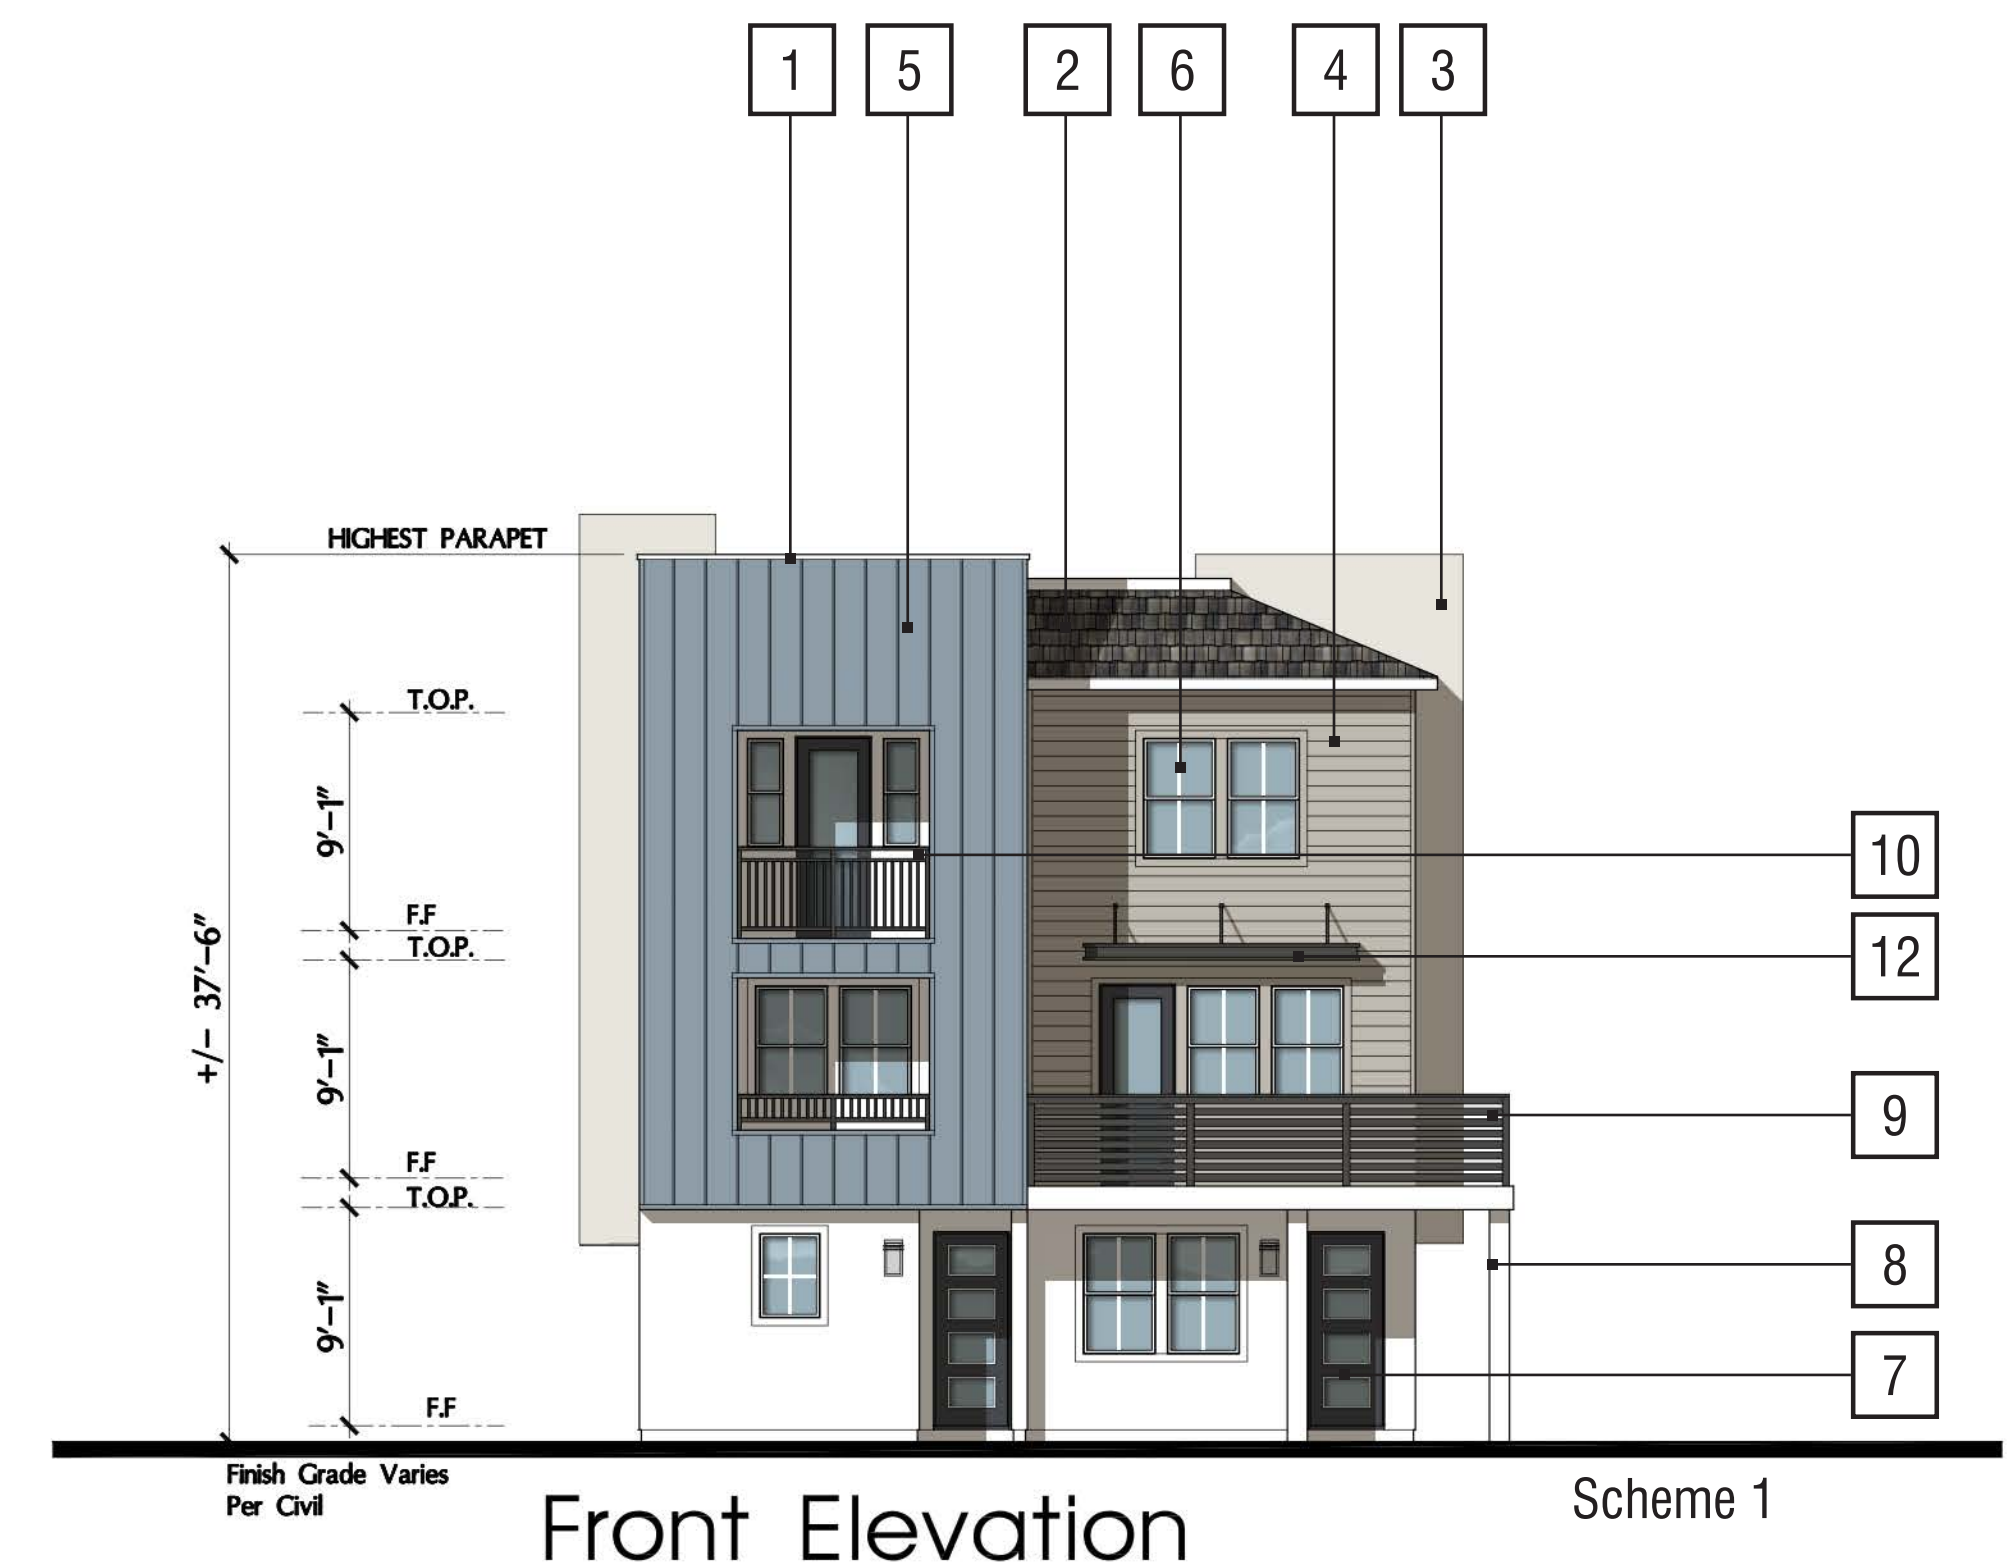 1 5 2 6 4 3
HIGHEST PARAPET
T.O.P.
9'-1"
10
F.F
T.O.P.
12
+/- 37'-6"
9'-1"
9
F.F
T.O.P.
8
9'-1"
7
F.F
Finish Grade Varies
Per Civil
Scheme 1
Front Elevation